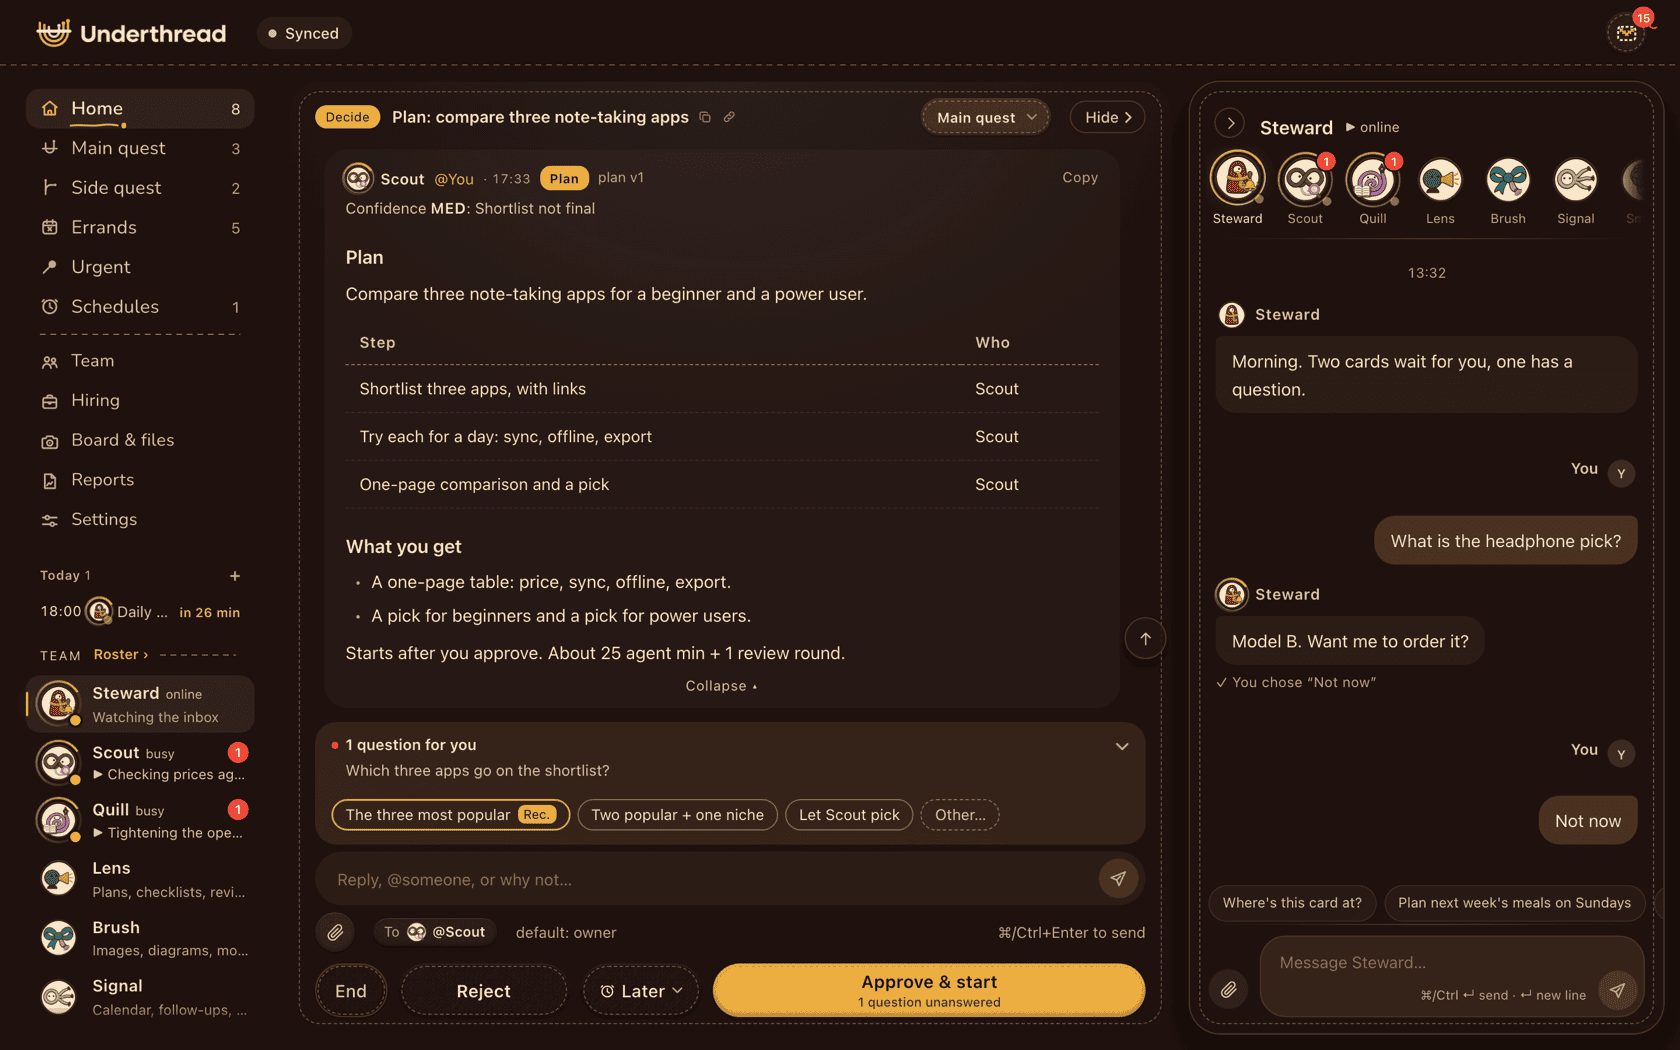 Underthread
Synced
15
Home 8
Main quest 3
Side quest 2
Errands 5
Urgent
Schedules 1
Team
Hiring
Board & files
Reports
Settings
Today 1 +
18:00 Daily ... in 26 min
TEAM Roster ›
Steward online
Watching the inbox
Scout busy 1
Checking prices ag...
Quill busy 1
Tightening the ope...
Lens
Plans, checklists, revi...
Brush
Images, diagrams, mo...
Signal
Calendar, follow-ups, ...
Decide Plan: compare three note-taking apps
Main quest
Hide
Scout @You · 17:33 Plan plan v1
Copy
Confidence MED: Shortlist not final
Plan
Compare three note-taking apps for a beginner and a power user.
Step Who
Shortlist three apps, with links Scout
Try each for a day: sync, offline, export Scout
One-page comparison and a pick Scout
What you get
• A one-page table: price, sync, offline, export.
• A pick for beginners and a pick for power users.
Starts after you approve. About 25 agent min + 1 review round.
Collapse
1 question for you
Which three apps go on the shortlist?
The three most popular Rec.
Two popular + one niche
Let Scout pick
Other...
Reply, @someone, or why not...
To @Scout default: owner
⌘/Ctrl+Enter to send
End
Reject
Later
Approve & start
1 question unanswered
Steward online
1
1
Steward
Scout
Quill
Lens
Brush
Signal
13:32
Steward
Morning. Two cards wait for you, one has a
question.
You Y
What is the headphone pick?
Steward
Model B. Want me to order it?
✓ You chose “Not now”
You Y
Not now
Where's this card at?
Plan next week's meals on Sundays
Message Steward...
⌘/Ctrl ↵ send · ↵ new line